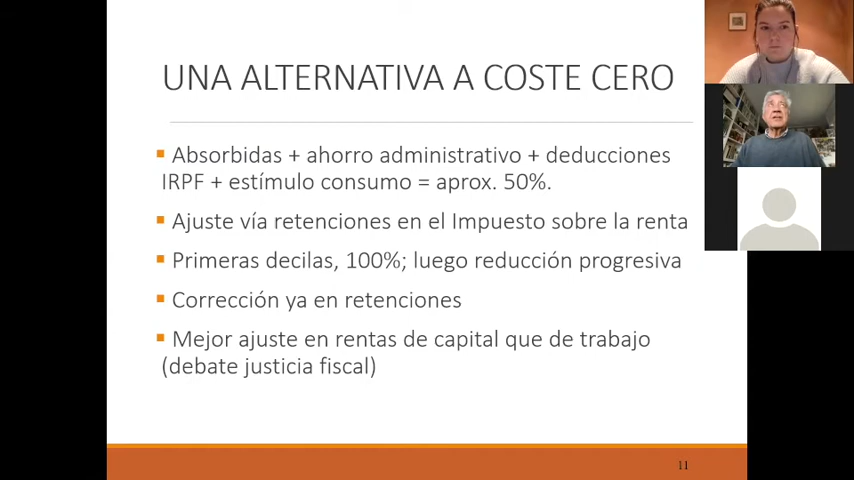 UNA ALTERNATIVA A COSTE CERO
▪ Absorbidas + ahorro administrativo + deducciones
IRPF + estímulo consumo = aprox. 50%.
▪ Ajuste vía retenciones en el Impuesto sobre la renta
▪ Primeras decilas, 100%; luego reducción progresiva
▪ Corrección ya en retenciones
▪ Mejor ajuste en rentas de capital que de trabajo
(debate justicia fiscal)
11